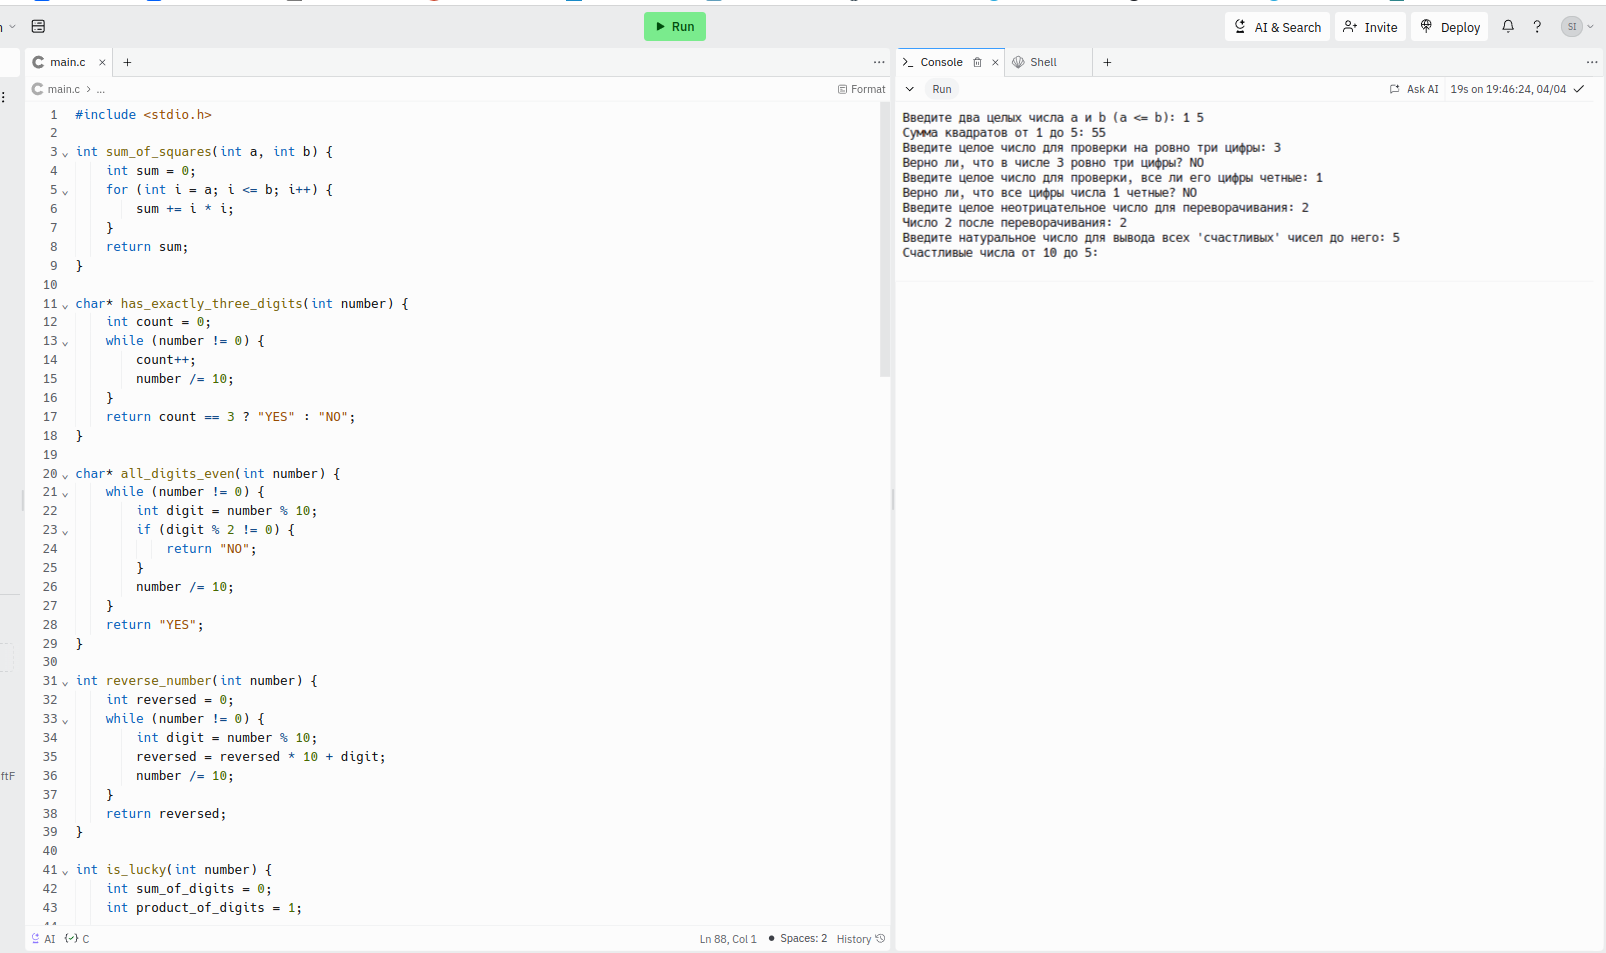 Run
AI & Search
Invite
Deploy
?
SI
main.c
main.c > ...
Format
1 #include <stdio.h>
2
3 int sum_of_squares(int a, int b) {
4 int sum = 0;
5 for (int i = a; i <= b; i++) {
6 sum += i * i;
7 }
8 return sum;
9 }
10
11 char* has_exactly_three_digits(int number) {
12 int count = 0;
13 while (number != 0) {
14 count++;
15 number /= 10;
16 }
17 return count == 3 ? "YES" : "NO";
18 }
19
20 char* all_digits_even(int number) {
21 while (number != 0) {
22 int digit = number % 10;
23 if (digit % 2 != 0) {
24 return "NO";
25 }
26 number /= 10;
27 }
28 return "YES";
29 }
30
31 int reverse_number(int number) {
32 int reversed = 0;
33 while (number != 0) {
34 int digit = number % 10;
35 reversed = reversed * 10 + digit;
36 number /= 10;
37 }
38 return reversed;
39 }
40
41 int is_lucky(int number) {
42 int sum_of_digits = 0;
43 int product_of_digits = 1;
ftF
AI
C
Ln 88, Col 1
Spaces: 2
History
Console
Shell
Run
Ask AI
19s on 19:46:24, 04/04
Введите два целых числа a и b (a <= b): 1 5
Сумма квадратов от 1 до 5: 55
Введите целое число для проверки на ровно три цифры: 3
Верно ли, что в числе 3 ровно три цифры? NO
Введите целое число для проверки, все ли его цифры четные: 1
Верно ли, что все цифры числа 1 четные? NO
Введите целое неотрицательное число для переворачивания: 2
Число 2 после переворачивания: 2
Введите натуральное число для вывода всех 'счастливых' чисел до него: 5
Счастливые числа от 10 до 5: